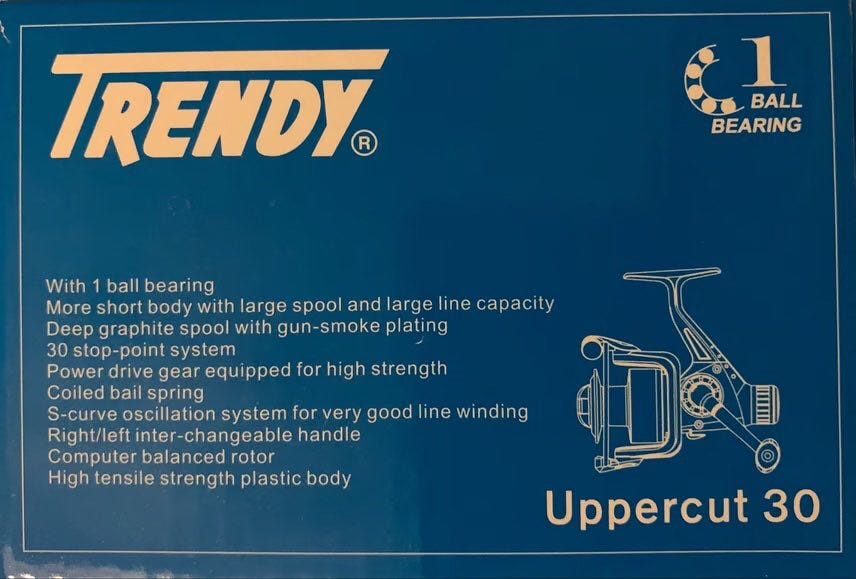 TRENDY®
1
BALL
BEARING
With 1 ball bearing
More short body with large spool and large line capacity
Deep graphite spool with gun-smoke plating
30 stop-point system
Power drive gear equipped for high strength
Coiled bail spring
S-curve oscillation system for very good line winding
Right/left inter-changeable handle
Computer balanced rotor
High tensile strength plastic body
Uppercut 30